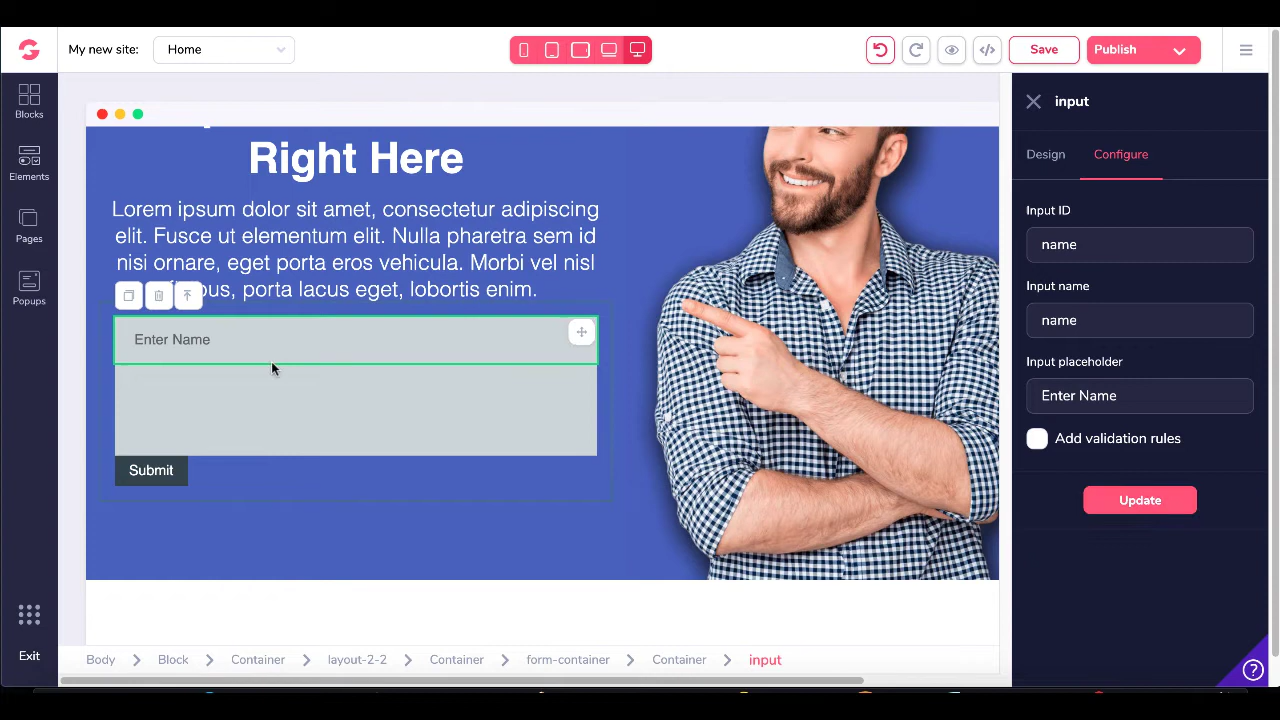 My new site:
Home
Save
Publish
Blocks
Elements
Pages
Popups
Exit
Right Here
Lorem ipsum dolor sit amet, consectetur adipiscing
elit. Fusce ut elementum elit. Nulla pharetra sem id
nisi ornare, eget porta eros vehicula. Morbi vel nisl
porta lacus eget, lobortis enim.
Enter Name
Submit
Body
Block
Container
layout-2-2
Container
form-container
Container
input
input
Design
Configure
Input ID
name
Input name
name
Input placeholder
Enter Name
Add validation rules
Update